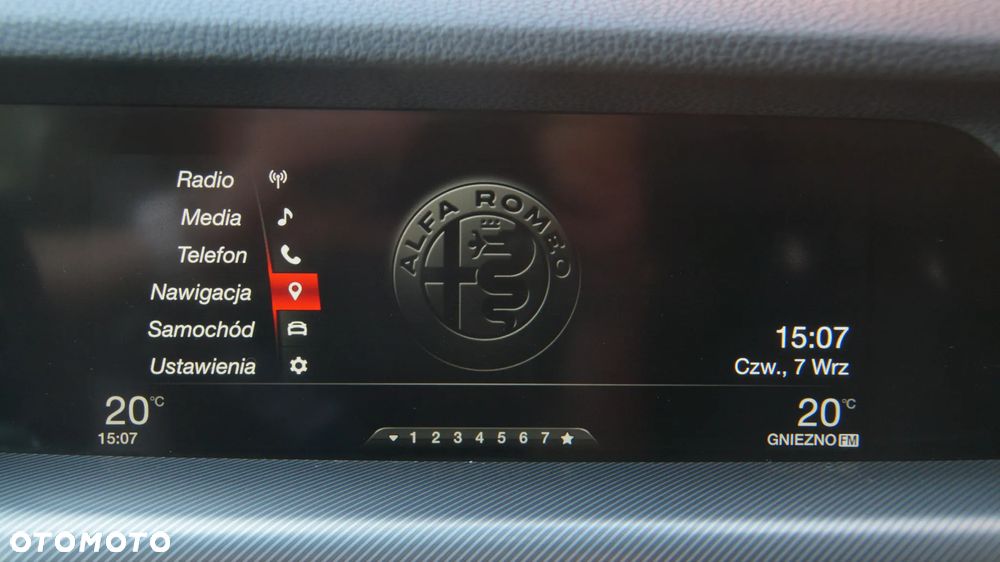 Radio
Media
Telefon
Nawigacja
Samochód
Ustawienia
ALFA ROMEO
15:07
Czw., 7 Wrz
20°C
15:07
1 2 3 4 5 6 7
20°C
GNIEZNO FM
OTOMOTO